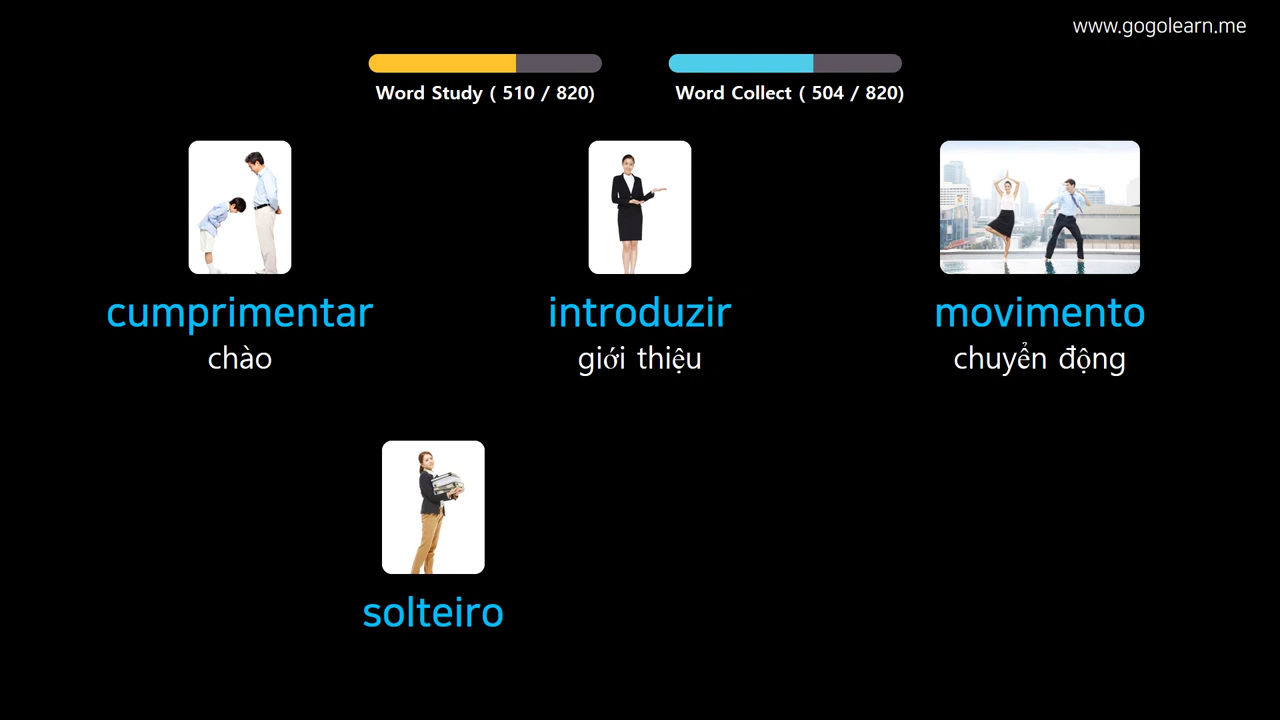 www.gogolearn.me
Word Study ( 510 / 820)
Word Collect ( 504 / 820)
cumprimentar
chào
introduzir
giới thiệu
movimento
chuyển động
solteiro